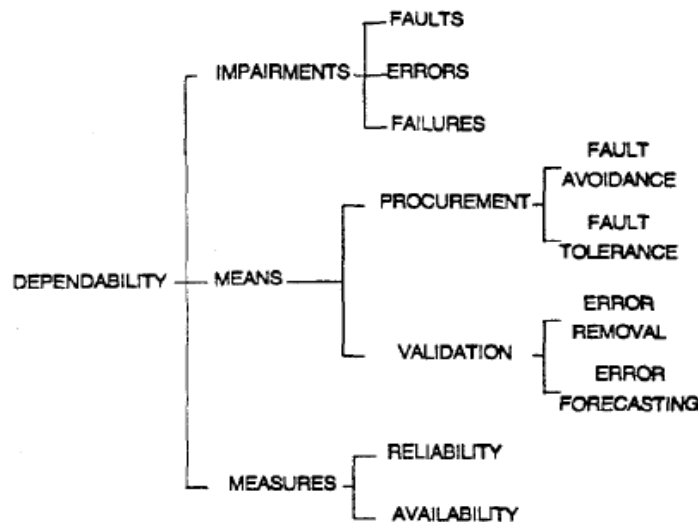 FAULTS
IMPAIRMENTS
ERRORS
FAILURES
FAULT
AVOIDANCE
PROCUREMENT
FAULT
TOLERANCE
DEPENDABILITY
MEANS
ERROR
REMOVAL
VALIDATION
ERROR
FORECASTING
RELIABILITY
MEASURES
AVAILABILITY